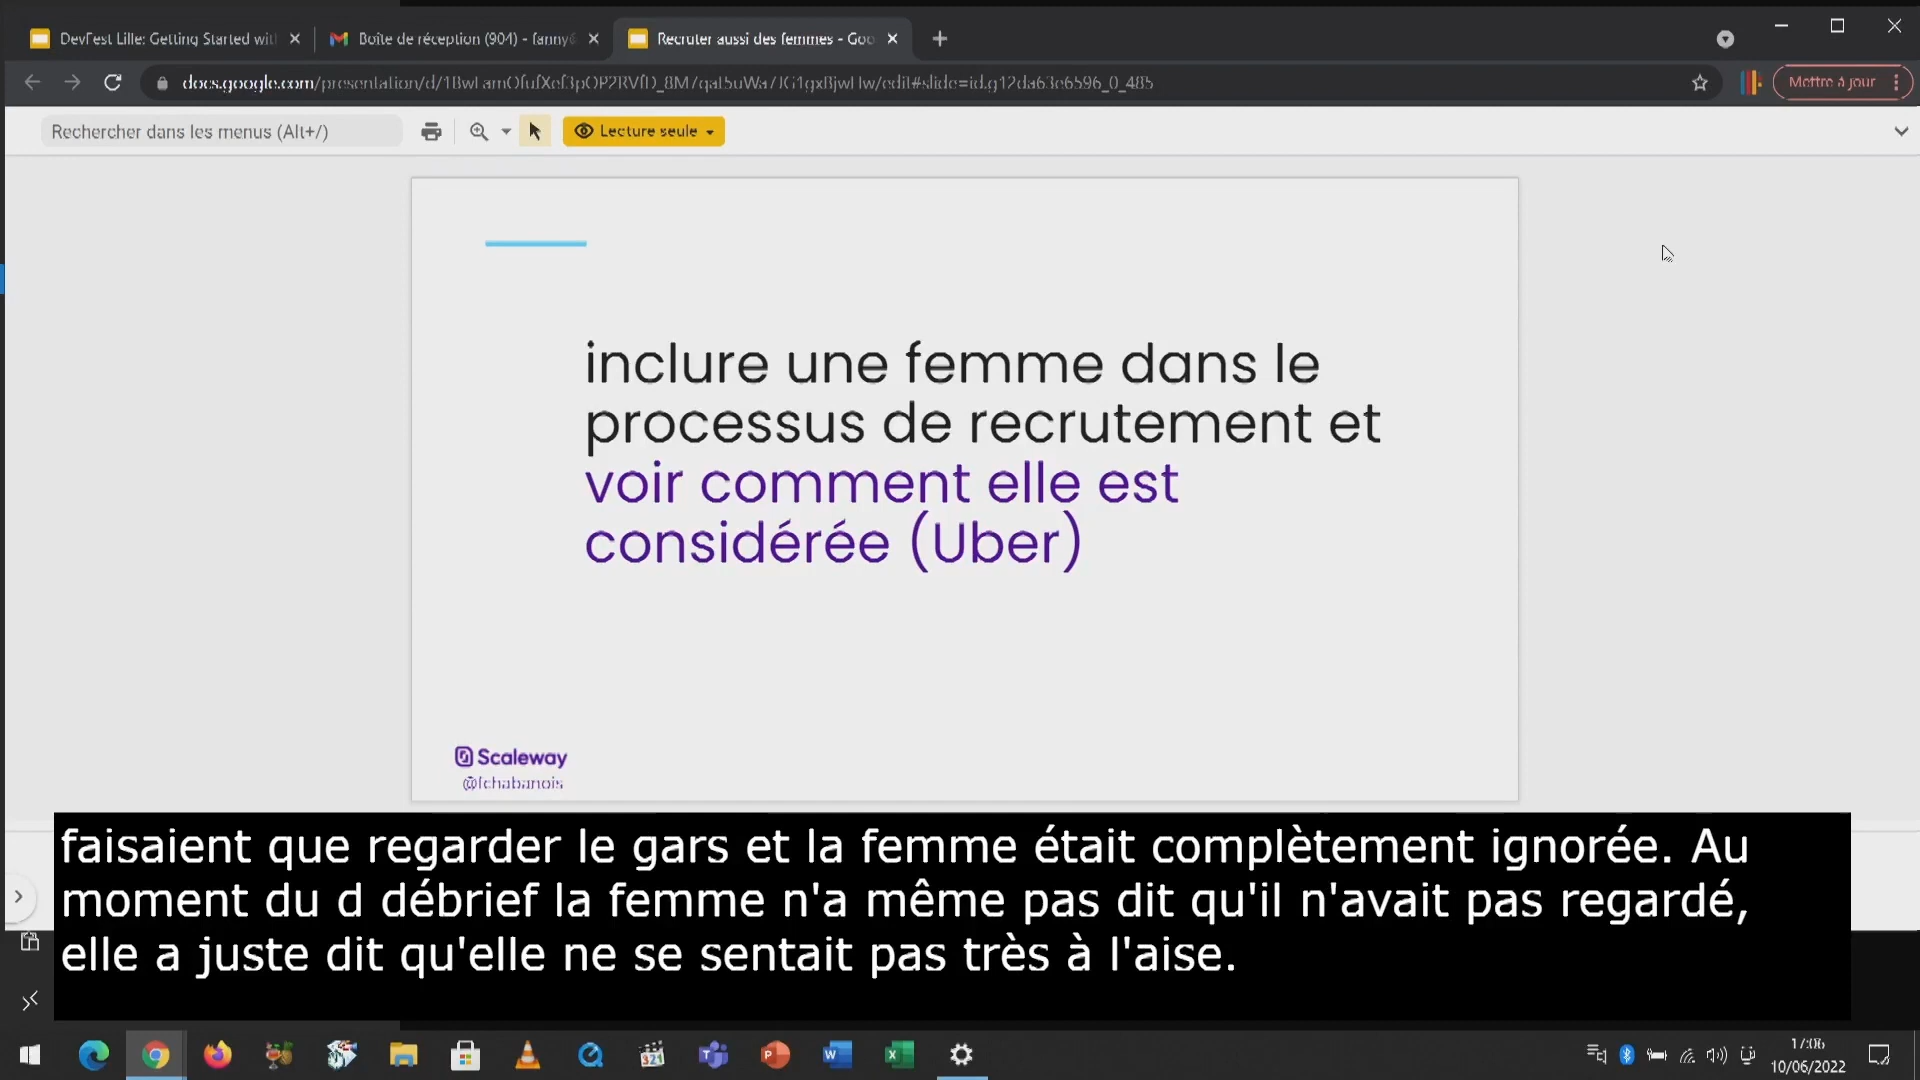 DevFest Lille: Getting Started wit
Boîte de réception (904) - fanny
Recruter aussi des femmes - Goo
Mettre à jour
Rechercher dans les menus (Alt+/)
Lecture seule
inclure une femme dans le
processus de recrutement et
voir comment elle est
considérée (Uber)
Scaleway
@fchabanois
faisaient que regarder le gars et la femme était complètement ignorée. Au
moment du d débrief la femme n'a même pas dit qu'il n'avait pas regardé,
elle a juste dit qu'elle ne se sentait pas très à l'aise.
17:06
10/06/2022